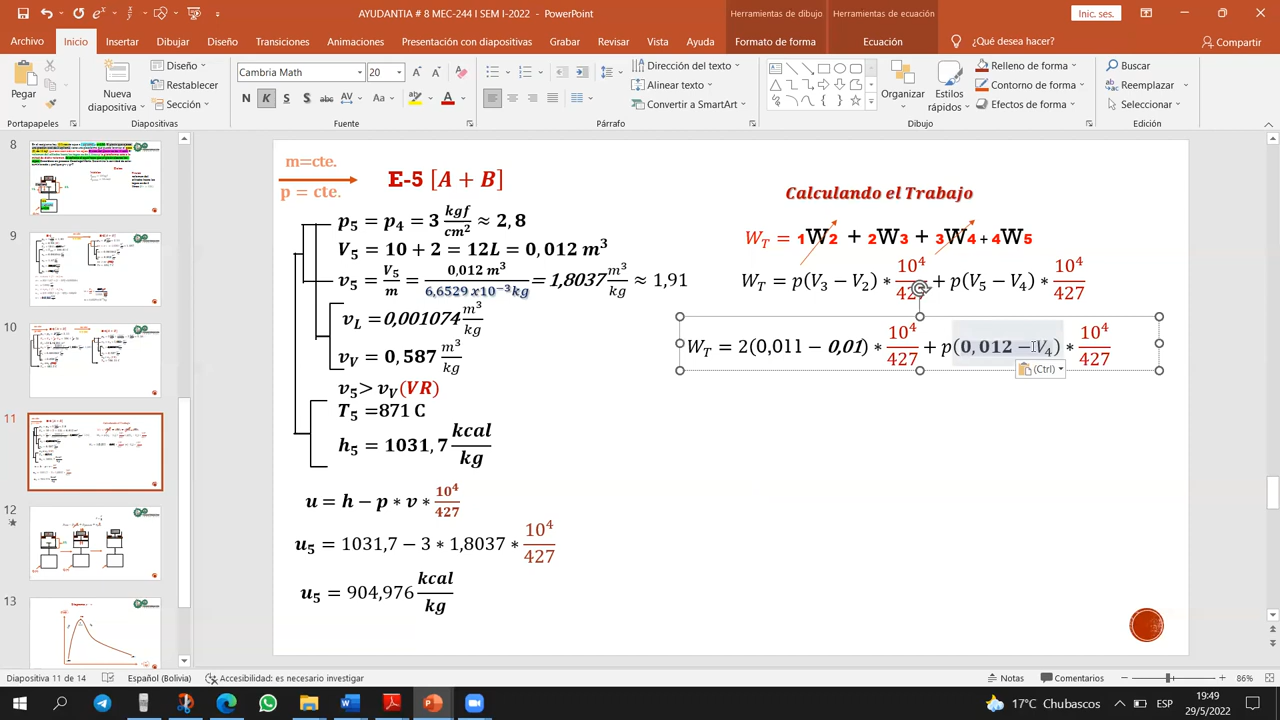 AYUDANTIA # 8 MEC-244 I SEM I-2022 - PowerPoint
Herramientas de dibujo
Herramientas de ecuación
Inic. ses.
Archivo Inicio Insertar Dibujar Diseño Transiciones Animaciones Presentación con diapositivas Grabar Revisar Vista Ayuda Formato de forma Ecuación ¿Qué desea hacer? Compartir
Pegar
Nueva diapositiva
Diseño
Restablecer
Sección
Cambria Math 20
N K S S abc AV Aa A A
Dirección del texto
Alinear texto
Convertir a SmartArt
Organizar
Estilos rápidos
Relleno de forma
Contorno de forma
Efectos de forma
Buscar
Reemplazar
Seleccionar
Portapapeles Diapositivas Fuente Párrafo Dibujo Edición
8
9
10
11
12
13
m=cte.
p = cte.
E-5 [A + B]
p₅ = p₄ = 3 kgf/cm² ≈ 2,8
V₅ = 10 + 2 = 12L = 0,012 m³
v₅ = V₅/m = 0,012 m³/6,6529 x10⁻³kg = 1,8037 m³/kg ≈ 1,91
v_L =0,001074 m³/kg
v_V = 0,587 m³/kg
v₅> v_V(VR)
T₅ =871 C
h₅ = 1031,7 kcal/kg
u = h − p ∗ v ∗ 10⁴/427
u₅ = 1031,7 − 3 ∗ 1,8037 ∗ 10⁴/427
u₅ = 904,976 kcal/kg
Calculando el Trabajo
W_T = 1W2 + 2W3 + 3W4 + 4W5
W_T = p(V₃ − V₂) ∗ 10⁴/427 + p(V₅ − V₄) ∗ 10⁴/427
W_T = 2(0,011 − 0,01) ∗ 10⁴/427 + p(0,012 − V₄) ∗ 10⁴/427
(Ctrl)
Diapositiva 11 de 14 Español (Bolivia) Accesibilidad: es necesario investigar Notas Comentarios 86%
17°C Chubascos ESP 19:49
29/5/2022